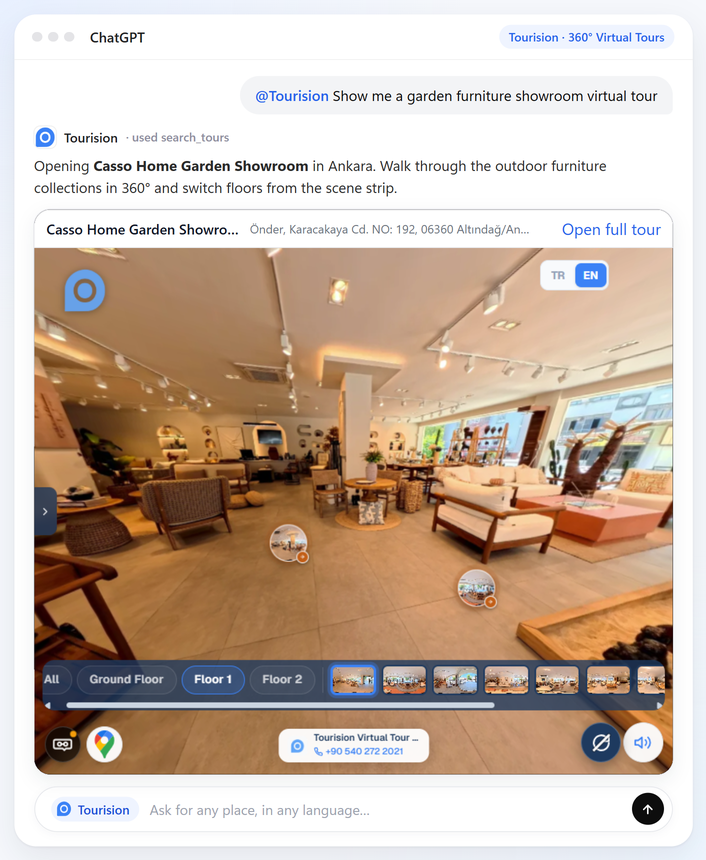 ChatGPT
Tourision · 360° Virtual Tours
@Tourision Show me a garden furniture showroom virtual tour
Tourision · used search_tours
Opening Casso Home Garden Showroom in Ankara. Walk through the outdoor furniture
collections in 360° and switch floors from the scene strip.
Casso Home Garden Showro...
Önder, Karacakaya Cd. NO: 192, 06360 Altındağ/An...
Open full tour
TR
EN
All
Ground Floor
Floor 1
Floor 2
Tourision Virtual Tour ...
+90 540 272 2021
Tourision
Ask for any place, in any language...